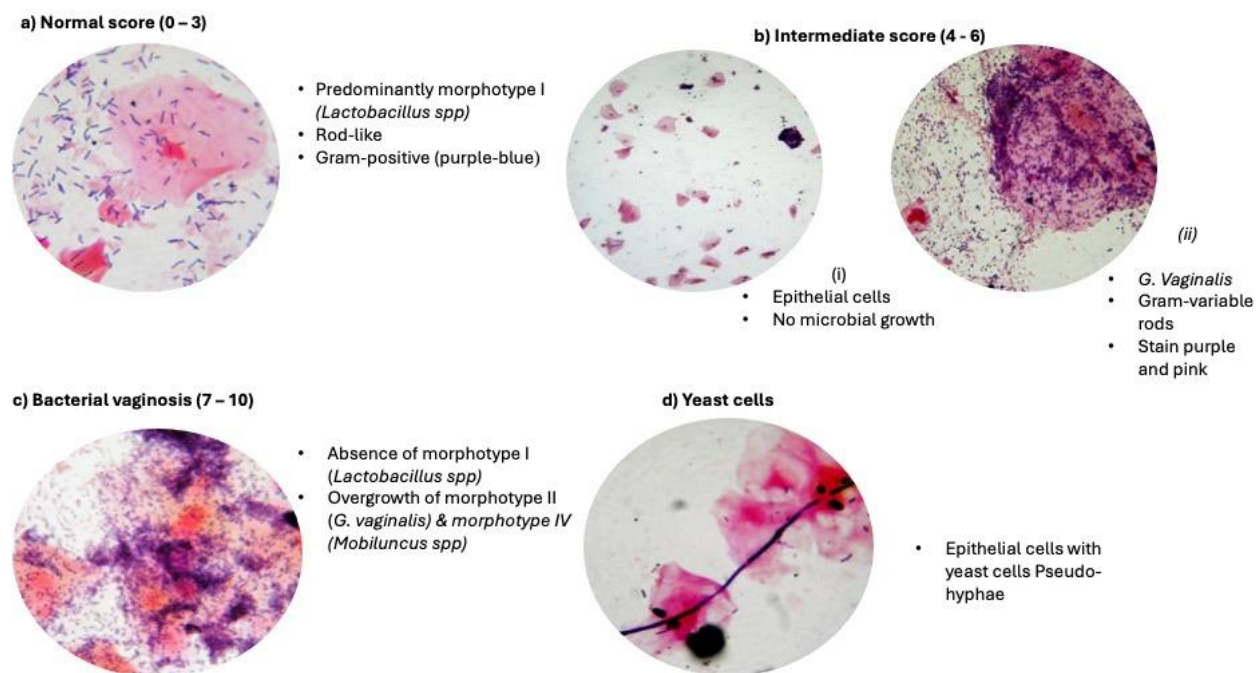 a) Normal score (0 – 3)
• Predominantly morphotype I
(Lactobacillus spp)
• Rod-like
• Gram-positive (purple-blue)
b) Intermediate score (4 - 6)
(i)
• Epithelial cells
• No microbial growth
(ii)
• G. Vaginalis
• Gram-variable
rods
• Stain purple
and pink
c) Bacterial vaginosis (7 – 10)
• Absence of morphotype I
(Lactobacillus spp)
• Overgrowth of morphotype II
(G. vaginalis) & morphotype IV
(Mobiluncus spp)
d) Yeast cells
• Epithelial cells with
yeast cells Pseudo-
hyphae